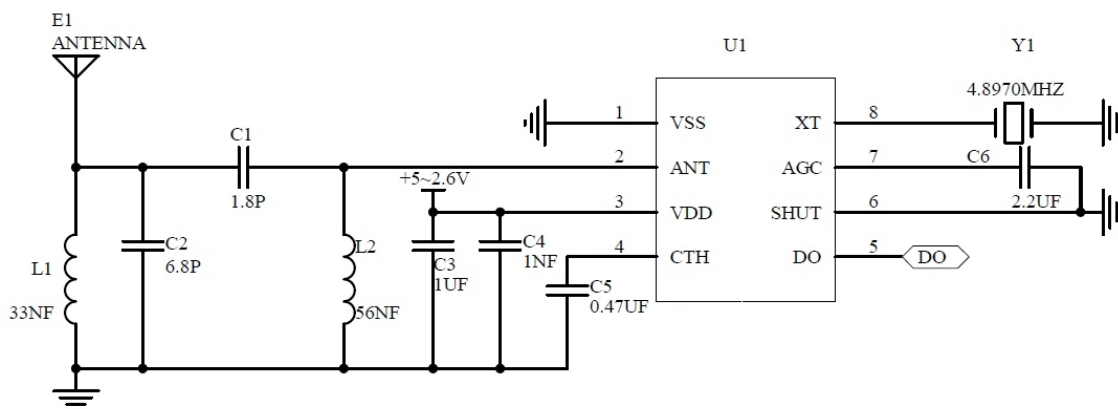 E1
ANTENNA
U1
Y1
4.8970MHZ
C1
1.8P
1
VSS
XT
8
2
ANT
AGC
7
C6
2.2UF
+5~2.6V
3
VDD
SHUT
6
4
CTH
DO
5
DO
L1
33NF
C2
6.8P
L2
56NF
C3
1UF
C4
1NF
C5
0.47UF